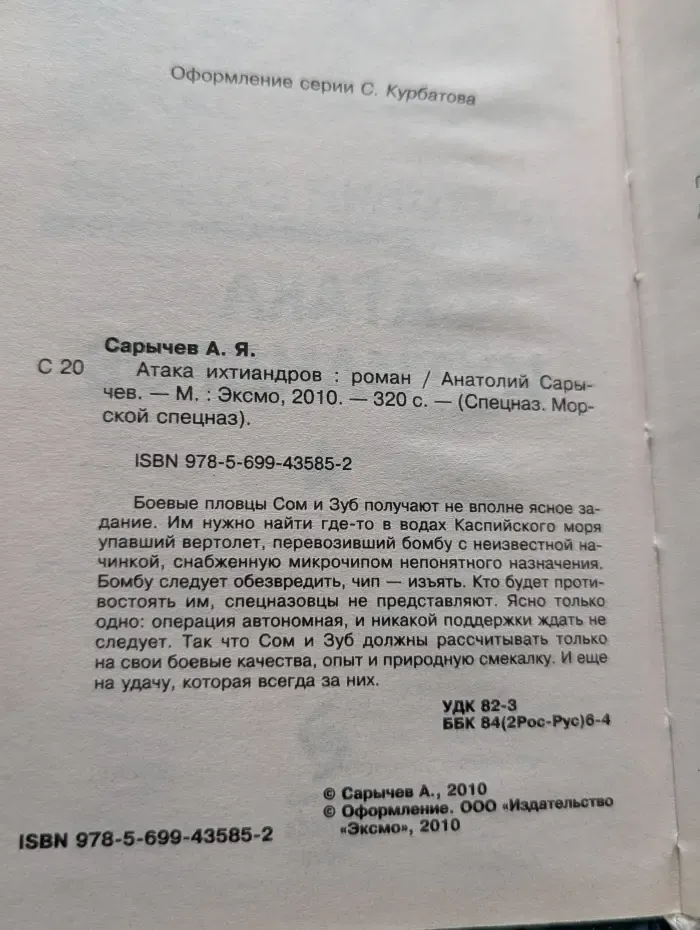 Оформление серии С. Курбатова
Сарычев А. Я.
С 20
Атака ихтиандров : роман / Анатолий Сары-
чев. — М. : Эксмо, 2010. — 320 с. — (Спецназ. Мор-
ской спецназ).
ISBN 978-5-699-43585-2
Боевые пловцы Сом и Зуб получают не вполне ясное за-
дание. Им нужно найти где-то в водах Каспийского моря
упавший вертолет, перевозивший бомбу с неизвестной на-
чинкой, снабженную микрочипом непонятного назначения.
Бомбу следует обезвредить, чип — изъять. Кто будет проти-
востоять им, спецназовцы не представляют. Ясно только
одно: операция автономная, и никакой поддержки ждать не
следует. Так что Сом и Зуб должны рассчитывать только
на свои боевые качества, опыт и природную смекалку. И еще
на удачу, которая всегда за них.
УДК 82-3
ББК 84(2Рос-Рус)6-4
© Сарычев А., 2010
© Оформление. ООО «Издательство
«Эксмо», 2010
ISBN 978-5-699-43585-2